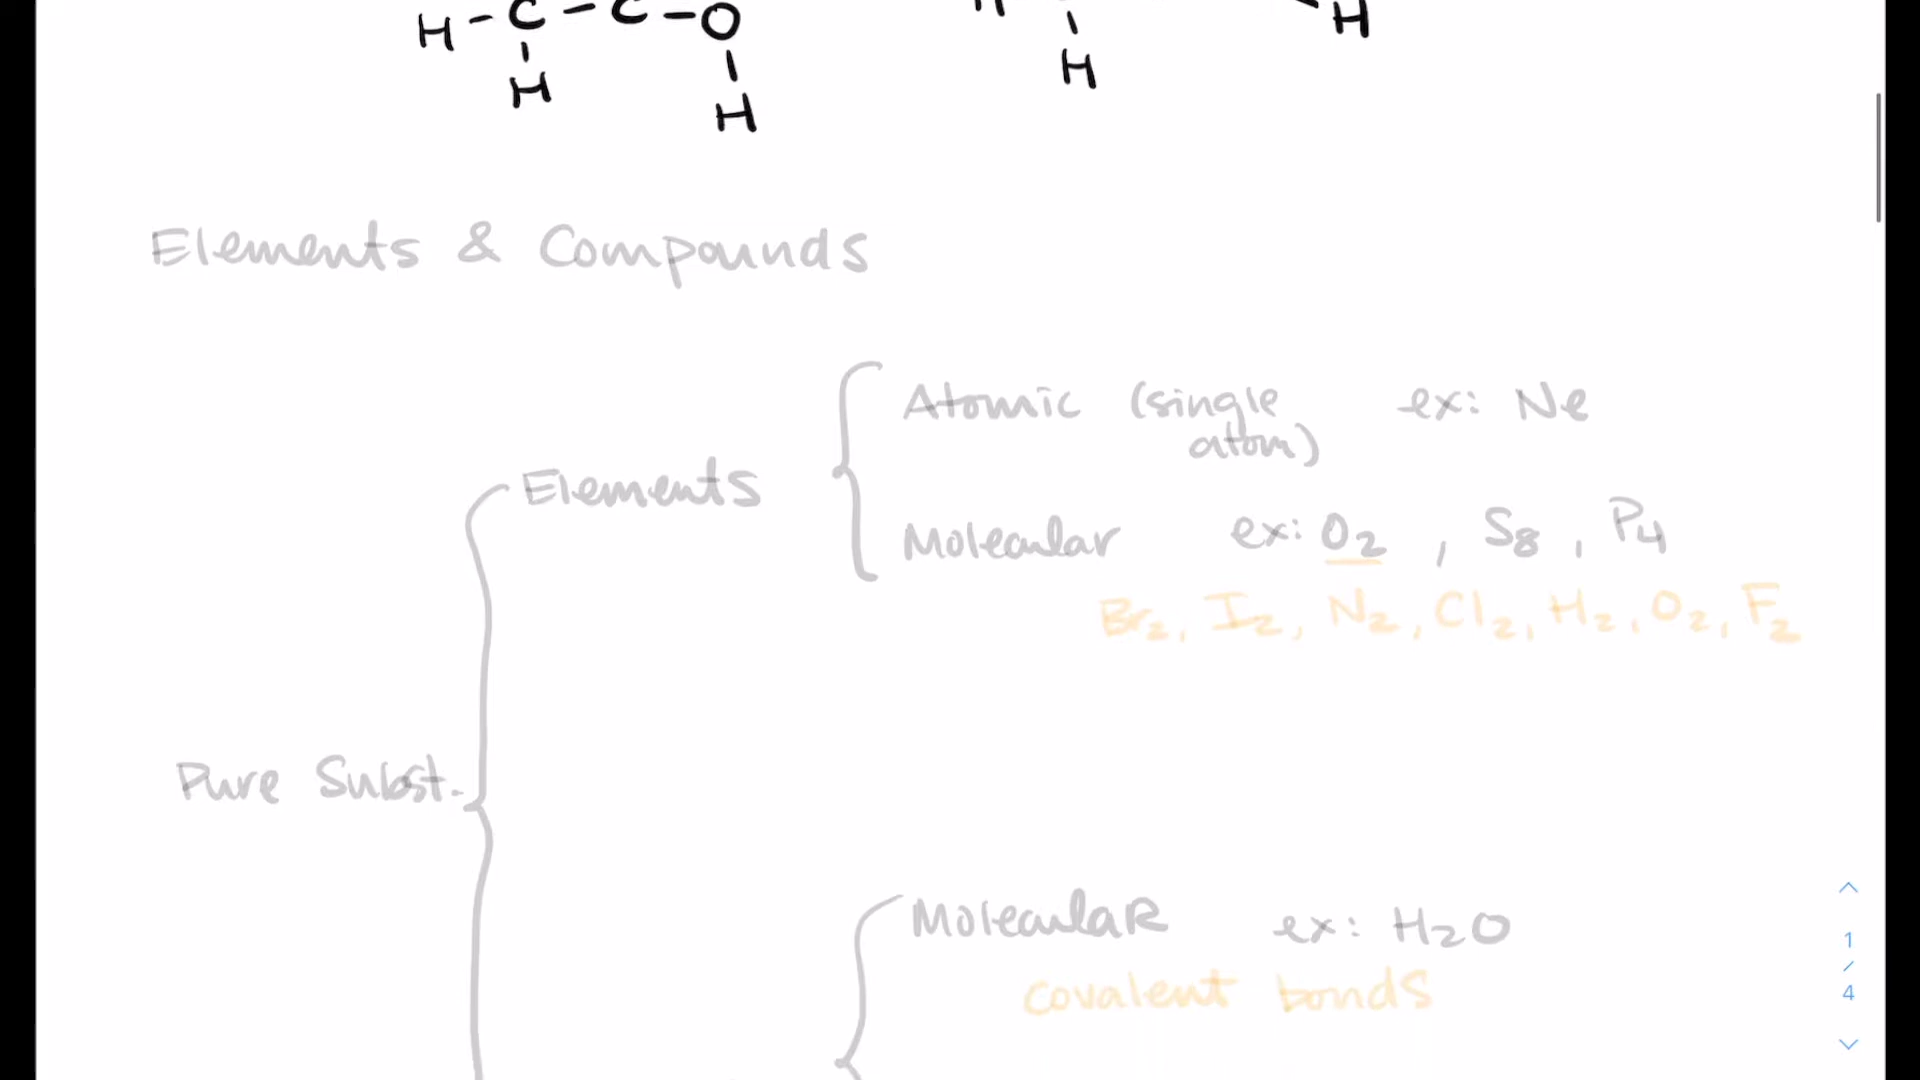 H - C - C - O
H
H
H
H
H
Elements & Compounds
Atomic (single atom) ex: Ne
Elements
Molecular ex: O2, S8, P4
Br2, I2, N2, Cl2, H2, O2, F2
Pure Subst.
Molecular ex: H2O
covalent bonds
1
/
4